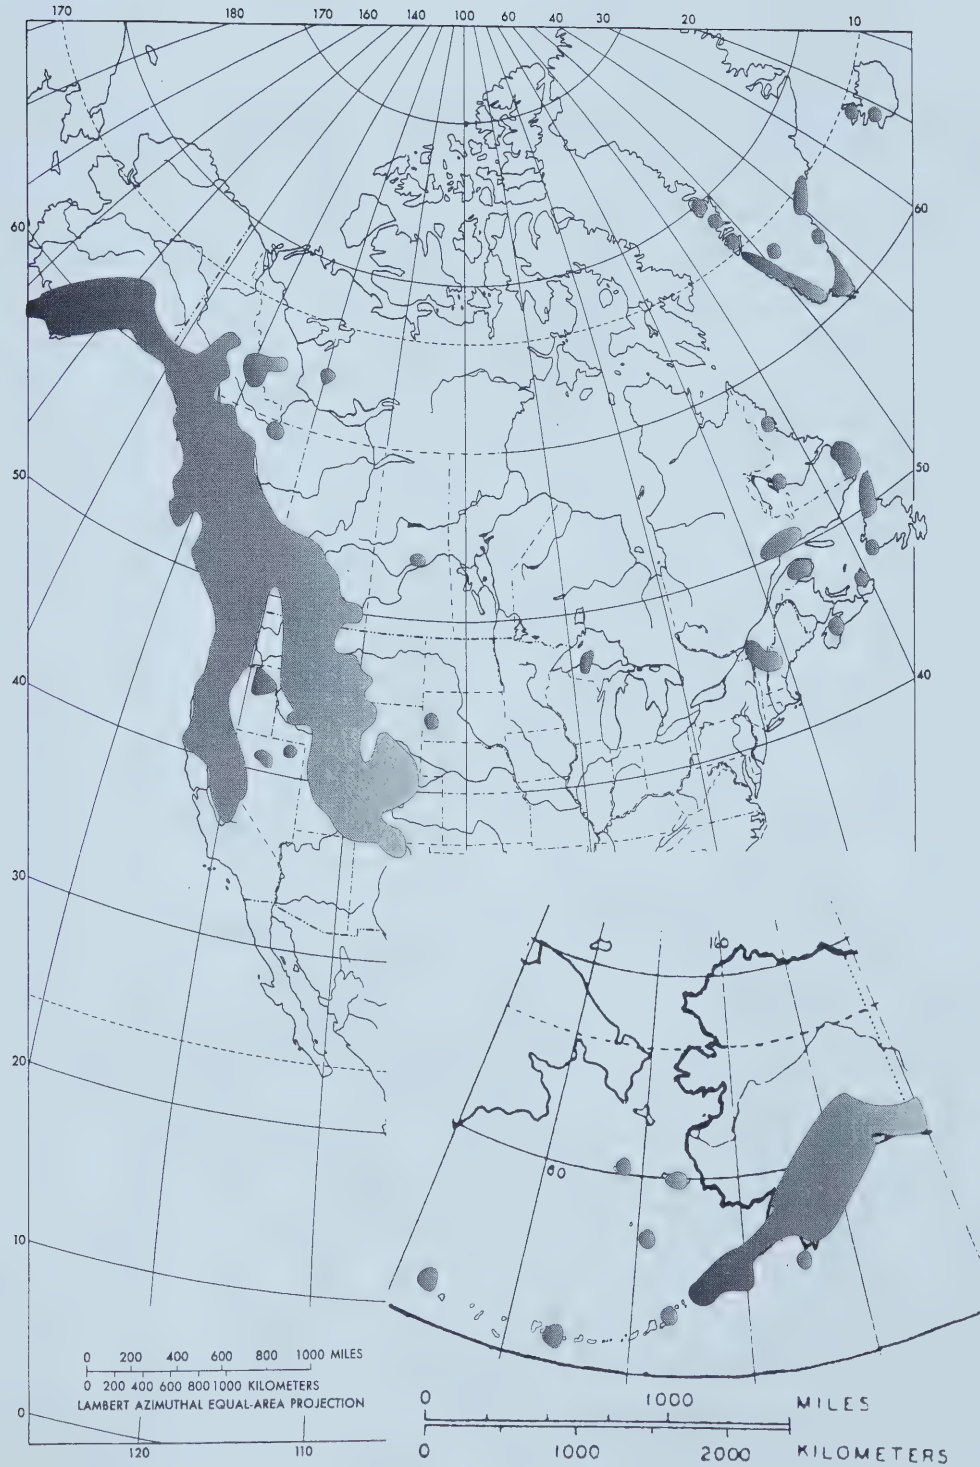 170 180 170 160 140 120 100 80 60 40 30 20 10
60
60
50
50
40
40
30
20
10
0
120 110
160
60
0 200 400 600 800 1000 MILES
0 200 400 600 800 1000 KILOMETERS
LAMBERT AZIMUTHAL EQUAL-AREA PROJECTION
0 1000 MILES
0 1000 2000 KILOMETERS